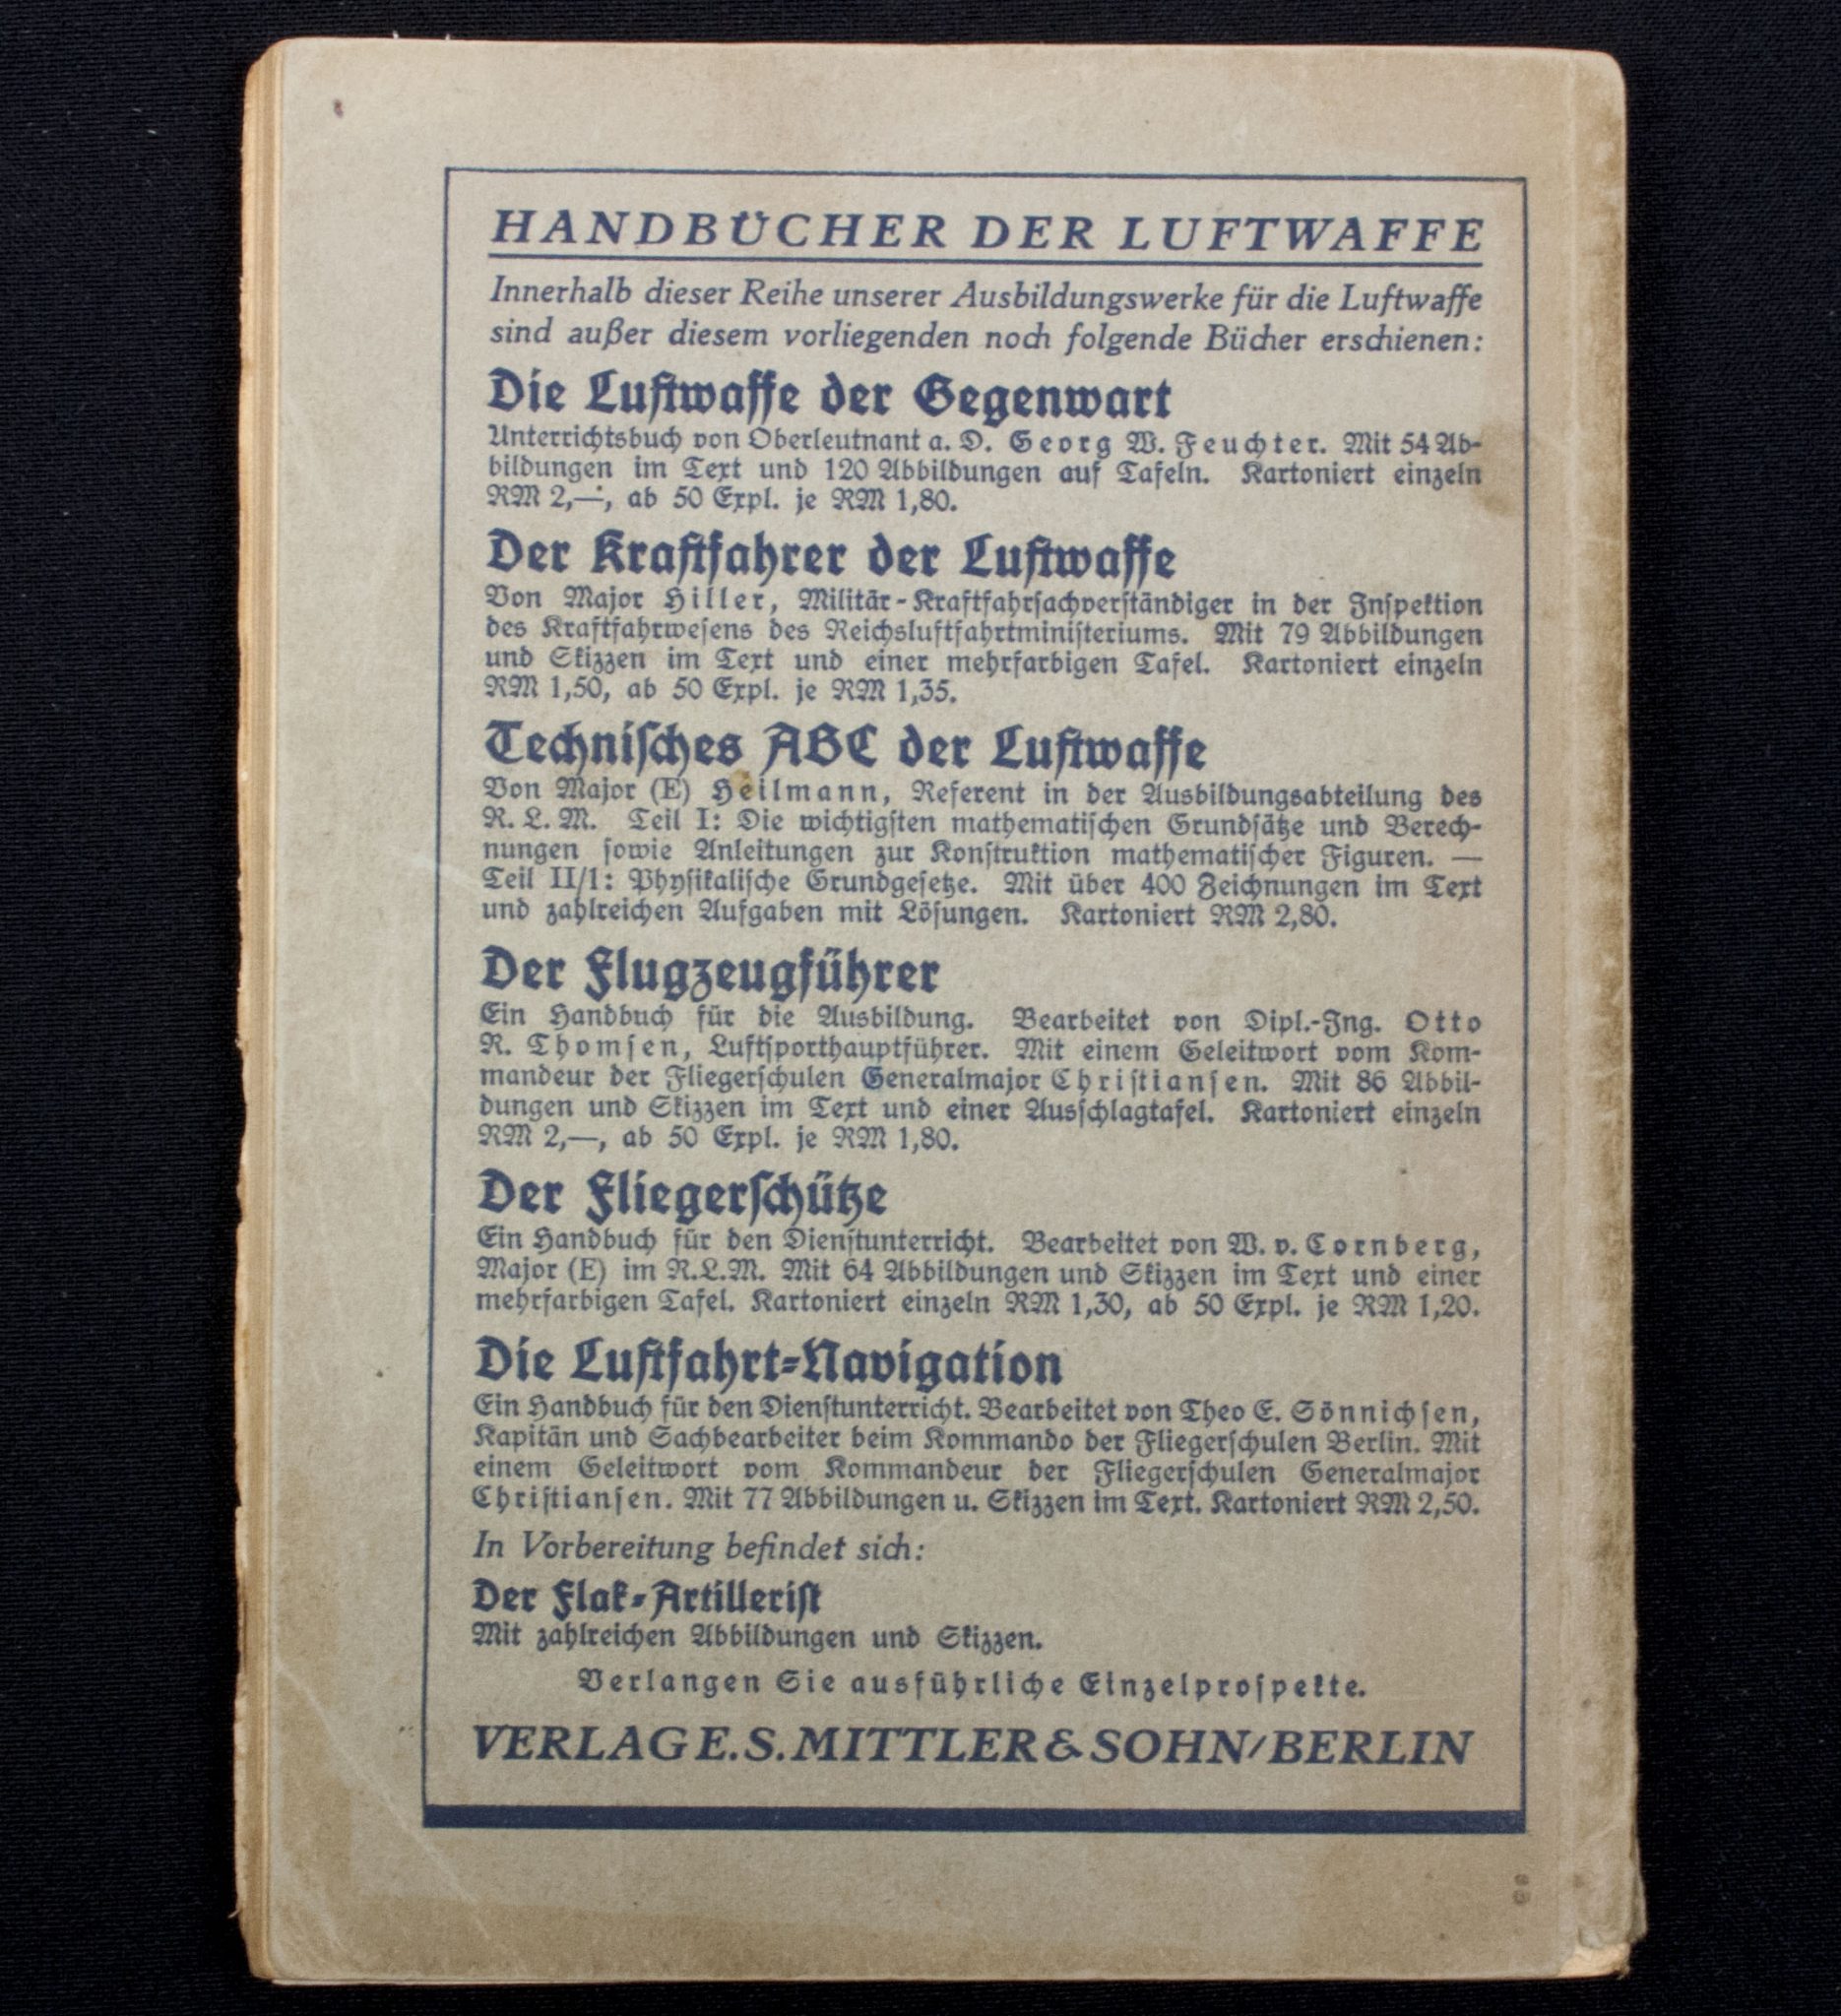 HANDBÜCHER DER LUFTWAFFE
Innerhalb dieser Reihe unserer Ausbildungswerke für die Luftwaffe
sind außer diesem vorliegenden noch folgende Bücher erschienen:
Die Luftwaffe der Gegenwart
Unterrichtsbuch von Oberleutnant a. D. Georg W. Feuchter. Mit 54 Ab-
bildungen im Text und 120 Abbildungen auf Tafeln. Kartoniert einzeln
RM 2,—, ab 50 Expl. je RM 1,80.
Der Kraftfahrer der Luftwaffe
Von Major Hiller, Militär-Kraftfahrsachverständiger in der Inspektion
des Kraftfahrwesens des Reichsluftfahrtministeriums. Mit 79 Abbildungen
und Skizzen im Text und einer mehrfarbigen Tafel. Kartoniert einzeln
RM 1,50, ab 50 Expl. je RM 1,35.
Technisches ABC der Luftwaffe
Von Major (E) Heilmann, Referent in der Ausbildungsabteilung des
R. L. M. Teil I: Die wichtigsten mathematischen Grundsätze und Berech-
nungen sowie Anleitungen zur Konstruktion mathematischer Figuren. —
Teil II/1: Physikalische Grundgesetze. Mit über 400 Zeichnungen im Text
und zahlreichen Aufgaben mit Lösungen. Kartoniert RM 2,80.
Der Flugzeugführer
Ein Handbuch für die Ausbildung. Bearbeitet von Dipl.-Ing. Otto
R. Thomsen, Luftsporthauptführer. Mit einem Geleitwort vom Kom-
mandeur der Fliegerschulen Generalmajor Christiansen. Mit 86 Abbil-
dungen und Skizzen im Text und einer Ausschlagtafel. Kartoniert einzeln
RM 2,—, ab 50 Expl. je RM 1,80.
Der Fliegerschütze
Ein Handbuch für den Dienstunterricht. Bearbeitet von W. v. Cornberg,
Major (E) im R.L.M. Mit 64 Abbildungen und Skizzen im Text und einer
mehrfarbigen Tafel. Kartoniert einzeln RM 1,30, ab 50 Expl. je RM 1,20.
Die Luftfahrt-Navigation
Ein Handbuch für den Dienstunterricht. Bearbeitet von Theo E. Sönnichsen,
Kapitän und Sachbearbeiter beim Kommando der Fliegerschulen Berlin. Mit
einem Geleitwort vom Kommandeur der Fliegerschulen Generalmajor
Christiansen. Mit 77 Abbildungen u. Skizzen im Text. Kartoniert RM 2,50.
In Vorbereitung befindet sich:
Der Flak-Artillerist
Mit zahlreichen Abbildungen und Skizzen.
Verlangen Sie ausführliche Einzelprospekte.
VERLAG E. S. MITTLER & SOHN / BERLIN